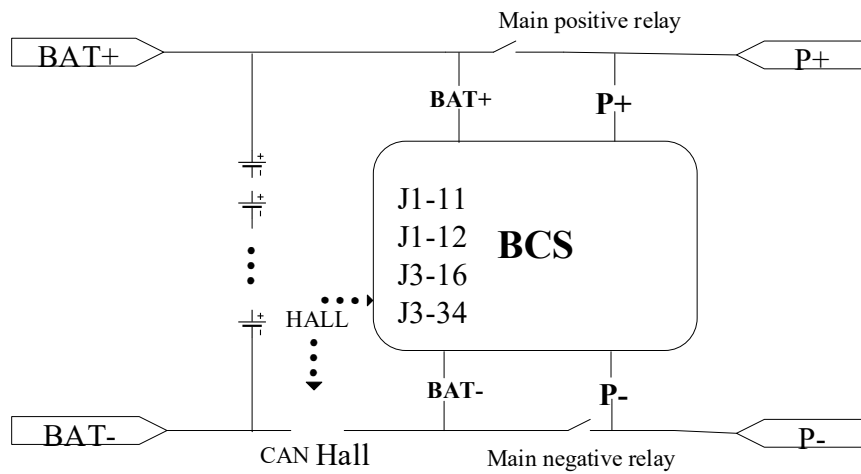 Main positive relay
BAT+
P+
BAT+
P+
J1-11
J1-12
BCS
J3-16
J3-34
HALL
BAT-
P-
BAT-
P-
CAN Hall
Main negative relay